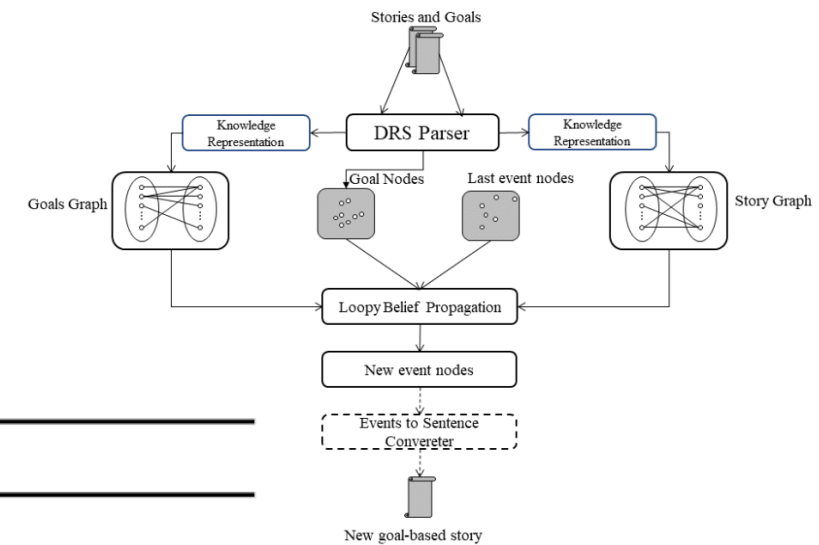 Stories and Goals
Knowledge
Representation
DRS Parser
Knowledge
Representation
Goal Nodes
Last event nodes
Goals Graph
Story Graph
Loopy Belief Propagation
New event nodes
Events to Sentence
Convereter
New goal-based story